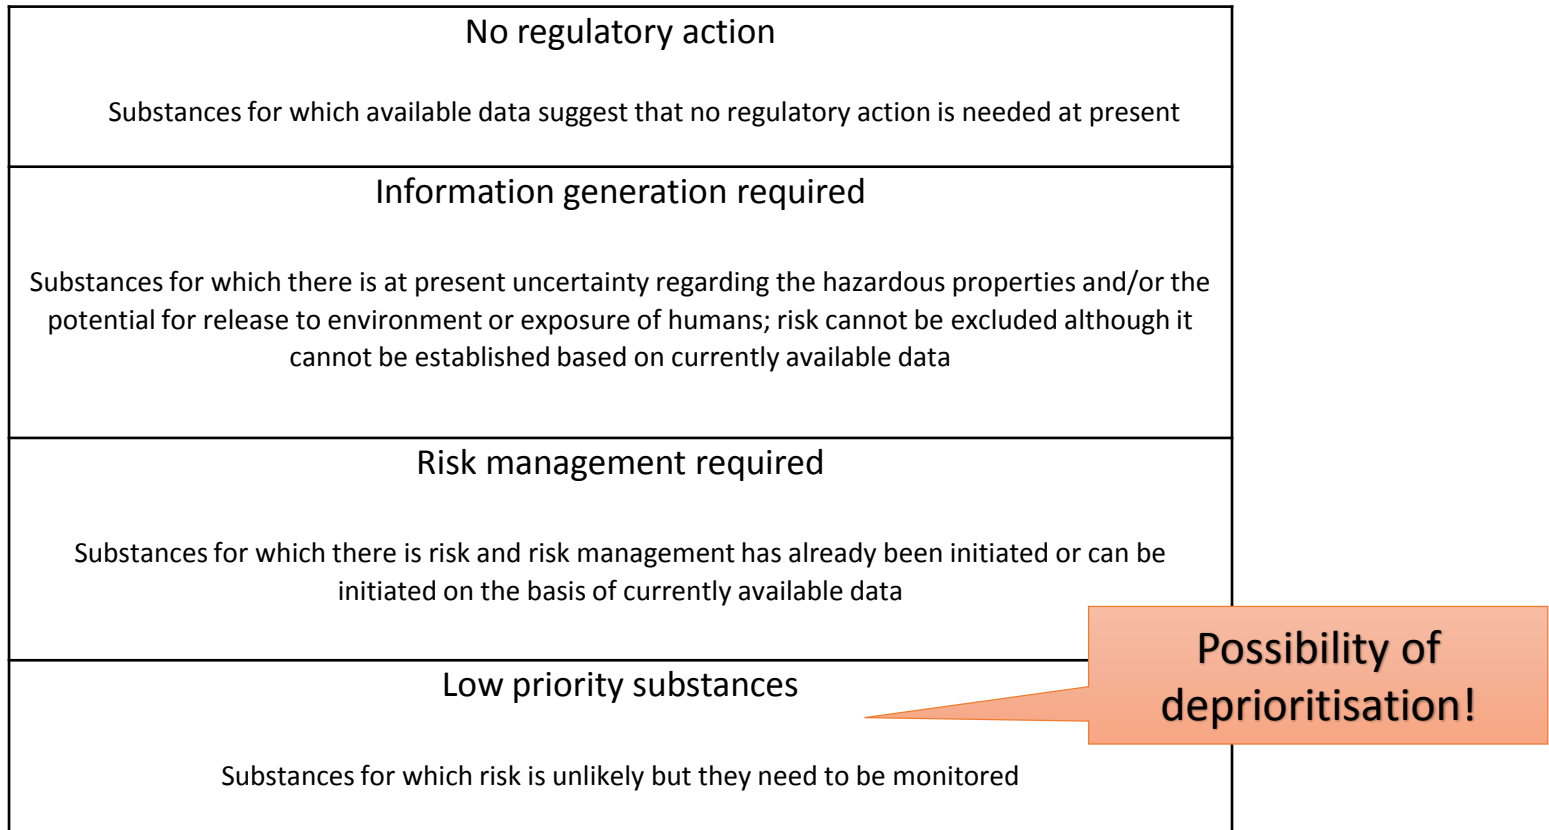 No regulatory action
Substances for which available data suggest that no regulatory action is needed at present
Information generation required
Substances for which there is at present uncertainty regarding the hazardous properties and/or the
potential for release to environment or exposure of humans; risk cannot be excluded although it
cannot be established based on currently available data
Risk management required
Substances for which there is risk and risk management has already been initiated or can be
initiated on the basis of currently available data
Possibility of
deprioritisation!
Low priority substances
Substances for which risk is unlikely but they need to be monitored